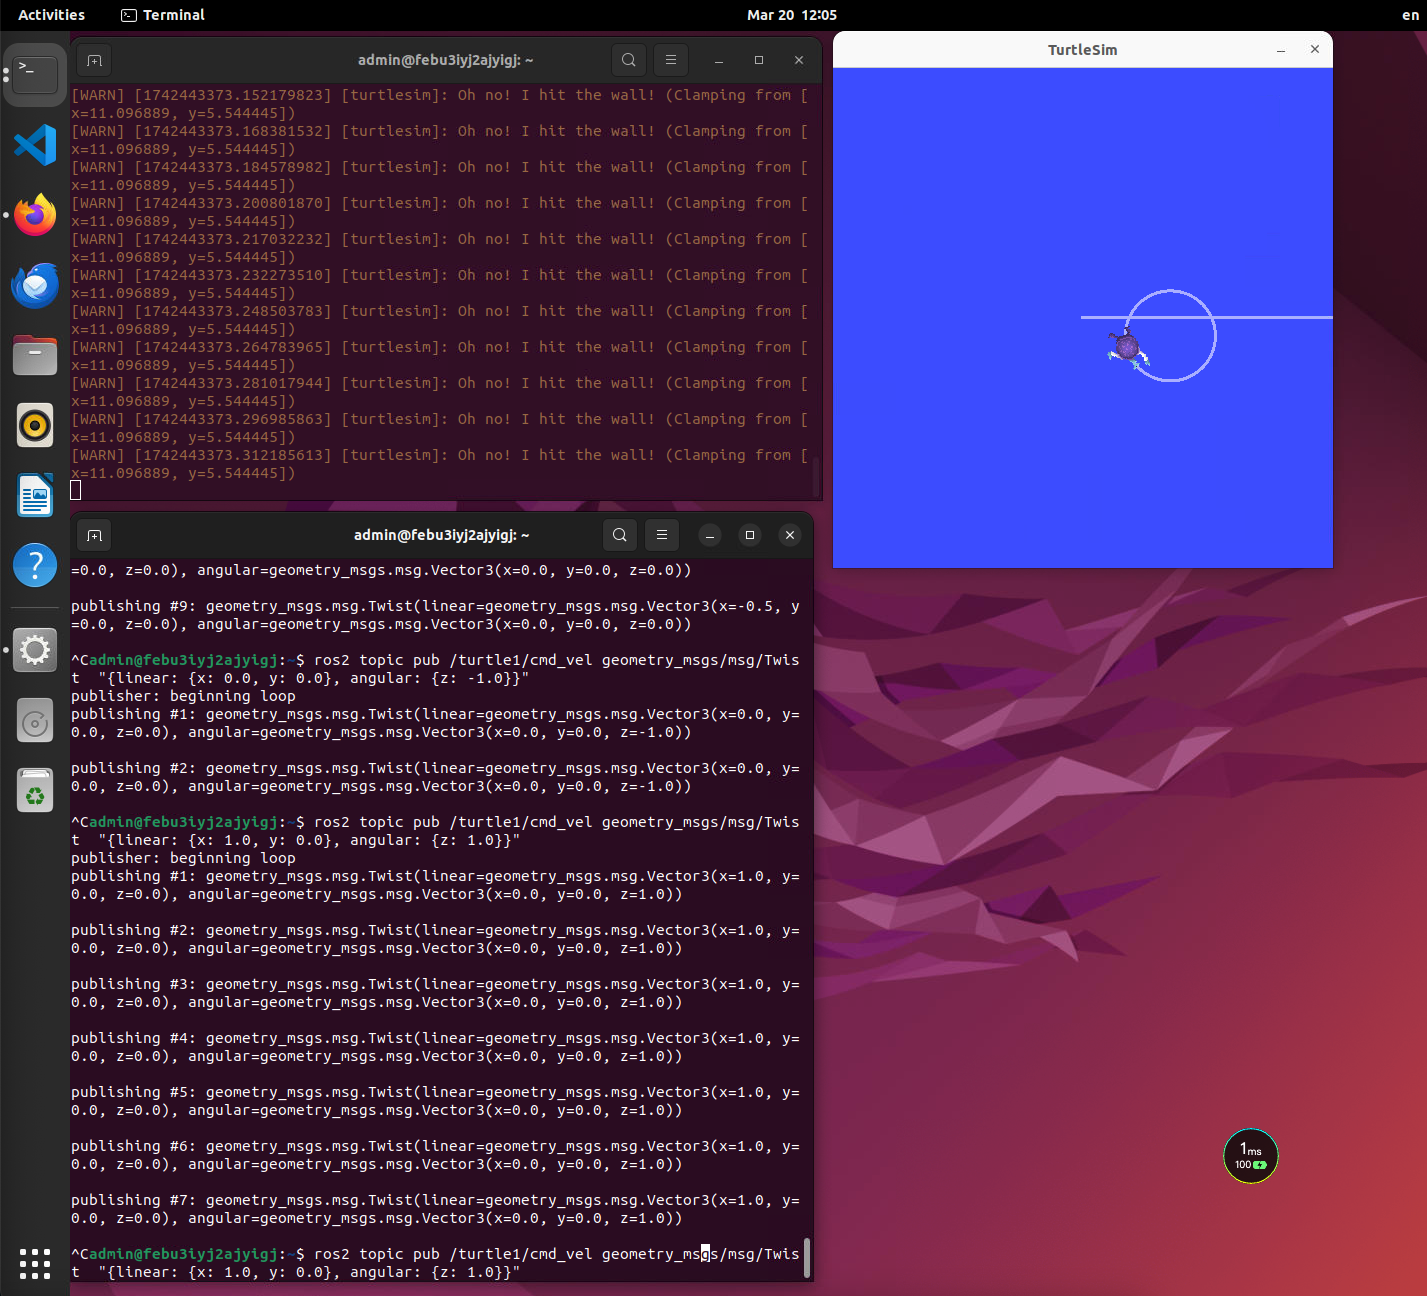 Activities
Terminal
Mar 20 12:05
en
admin@febu3iyj2ajyigj: ~
[WARN] [1742443373.152179823] [turtlesim]: Oh no! I hit the wall! (Clamping from [
x=11.096889, y=5.544445])
[WARN] [1742443373.168381532] [turtlesim]: Oh no! I hit the wall! (Clamping from [
x=11.096889, y=5.544445])
[WARN] [1742443373.184578982] [turtlesim]: Oh no! I hit the wall! (Clamping from [
x=11.096889, y=5.544445])
[WARN] [1742443373.200801870] [turtlesim]: Oh no! I hit the wall! (Clamping from [
x=11.096889, y=5.544445])
[WARN] [1742443373.217032232] [turtlesim]: Oh no! I hit the wall! (Clamping from [
x=11.096889, y=5.544445])
[WARN] [1742443373.232273510] [turtlesim]: Oh no! I hit the wall! (Clamping from [
x=11.096889, y=5.544445])
[WARN] [1742443373.248503783] [turtlesim]: Oh no! I hit the wall! (Clamping from [
x=11.096889, y=5.544445])
[WARN] [1742443373.264783965] [turtlesim]: Oh no! I hit the wall! (Clamping from [
x=11.096889, y=5.544445])
[WARN] [1742443373.281017944] [turtlesim]: Oh no! I hit the wall! (Clamping from [
x=11.096889, y=5.544445])
[WARN] [1742443373.296985863] [turtlesim]: Oh no! I hit the wall! (Clamping from [
x=11.096889, y=5.544445])
[WARN] [1742443373.312185613] [turtlesim]: Oh no! I hit the wall! (Clamping from [
x=11.096889, y=5.544445])
TurtleSim
admin@febu3iyj2ajyigj: ~
=0.0, z=0.0), angular=geometry_msgs.msg.Vector3(x=0.0, y=0.0, z=0.0))
publishing #9: geometry_msgs.msg.Twist(linear=geometry_msgs.msg.Vector3(x=-0.5, y
=0.0, z=0.0), angular=geometry_msgs.msg.Vector3(x=0.0, y=0.0, z=0.0))
^Cadmin@febu3iyj2ajyigj:~$ ros2 topic pub /turtle1/cmd_vel geometry_msgs/msg/Twis
t  "{linear: {x: 0.0, y: 0.0}, angular: {z: -1.0}}"
publisher: beginning loop
publishing #1: geometry_msgs.msg.Twist(linear=geometry_msgs.msg.Vector3(x=0.0, y=
0.0, z=0.0), angular=geometry_msgs.msg.Vector3(x=0.0, y=0.0, z=-1.0))
publishing #2: geometry_msgs.msg.Twist(linear=geometry_msgs.msg.Vector3(x=0.0, y=
0.0, z=0.0), angular=geometry_msgs.msg.Vector3(x=0.0, y=0.0, z=-1.0))
^Cadmin@febu3iyj2ajyigj:~$ ros2 topic pub /turtle1/cmd_vel geometry_msgs/msg/Twis
t  "{linear: {x: 1.0, y: 0.0}, angular: {z: 1.0}}"
publisher: beginning loop
publishing #1: geometry_msgs.msg.Twist(linear=geometry_msgs.msg.Vector3(x=1.0, y=
0.0, z=0.0), angular=geometry_msgs.msg.Vector3(x=0.0, y=0.0, z=1.0))
publishing #2: geometry_msgs.msg.Twist(linear=geometry_msgs.msg.Vector3(x=1.0, y=
0.0, z=0.0), angular=geometry_msgs.msg.Vector3(x=0.0, y=0.0, z=1.0))
publishing #3: geometry_msgs.msg.Twist(linear=geometry_msgs.msg.Vector3(x=1.0, y=
0.0, z=0.0), angular=geometry_msgs.msg.Vector3(x=0.0, y=0.0, z=1.0))
publishing #4: geometry_msgs.msg.Twist(linear=geometry_msgs.msg.Vector3(x=1.0, y=
0.0, z=0.0), angular=geometry_msgs.msg.Vector3(x=0.0, y=0.0, z=1.0))
publishing #5: geometry_msgs.msg.Twist(linear=geometry_msgs.msg.Vector3(x=1.0, y=
0.0, z=0.0), angular=geometry_msgs.msg.Vector3(x=0.0, y=0.0, z=1.0))
publishing #6: geometry_msgs.msg.Twist(linear=geometry_msgs.msg.Vector3(x=1.0, y=
0.0, z=0.0), angular=geometry_msgs.msg.Vector3(x=0.0, y=0.0, z=1.0))
publishing #7: geometry_msgs.msg.Twist(linear=geometry_msgs.msg.Vector3(x=1.0, y=
0.0, z=0.0), angular=geometry_msgs.msg.Vector3(x=0.0, y=0.0, z=1.0))
^Cadmin@febu3iyj2ajyigj:~$ ros2 topic pub /turtle1/cmd_vel geometry_msgs/msg/Twis
t  "{linear: {x: 1.0, y: 0.0}, angular: {z: 1.0}}"
1ms
100